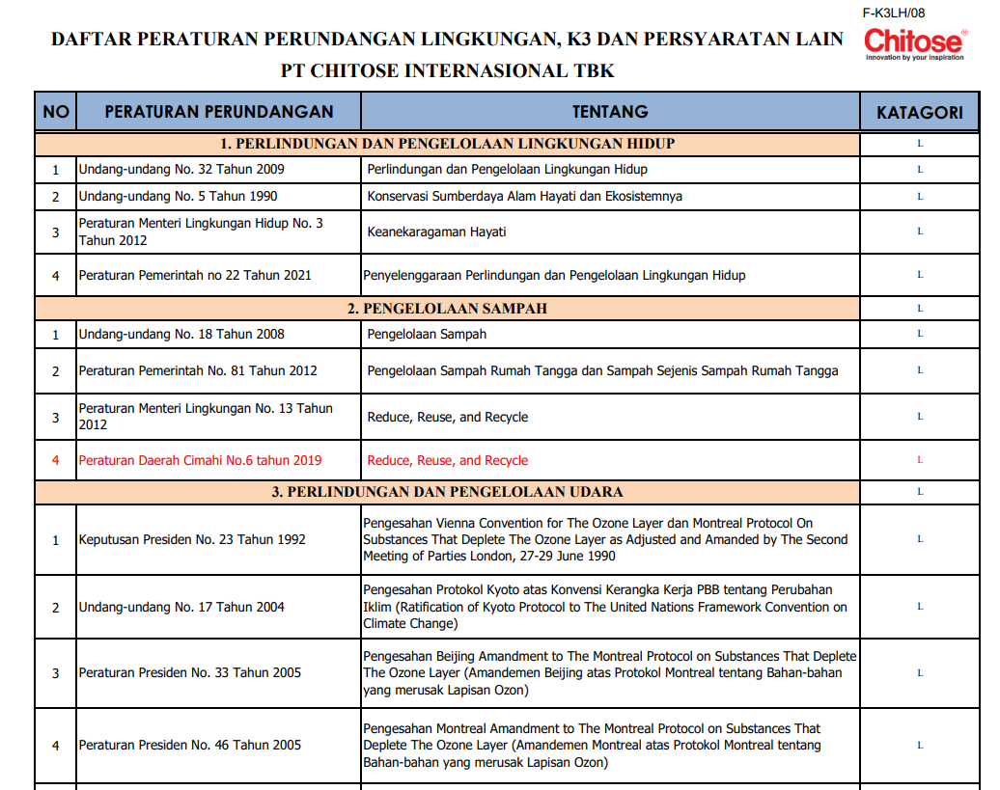 F-K3LH/08
DAFTAR PERATURAN PERUNDANGAN LINGKUNGAN, K3 DAN PERSYARATAN LAIN
PT CHITOSE INTERNASIONAL TBK
Chitose®
Innovation by your inspiration
NO PERATURAN PERUNDANGAN TENTANG KATAGORI
1. PERLINDUNGAN DAN PENGELOLAAN LINGKUNGAN HIDUP L
1 Undang-undang No. 32 Tahun 2009 Perlindungan dan Pengelolaan Lingkungan Hidup L
2 Undang-undang No. 5 Tahun 1990 Konservasi Sumberdaya Alam Hayati dan Ekosistemnya L
3 Peraturan Menteri Lingkungan Hidup No. 3
Tahun 2012 Keanekaragaman Hayati L
4 Peraturan Pemerintah no 22 Tahun 2021 Penyelenggaraan Perlindungan dan Pengelolaan Lingkungan Hidup L
2. PENGELOLAAN SAMPAH L
1 Undang-undang No. 18 Tahun 2008 Pengelolaan Sampah L
2 Peraturan Pemerintah No. 81 Tahun 2012 Pengelolaan Sampah Rumah Tangga dan Sampah Sejenis Sampah Rumah Tangga L
3 Peraturan Menteri Lingkungan No. 13 Tahun
2012 Reduce, Reuse, and Recycle L
4 Peraturan Daerah Cimahi No.6 tahun 2019 Reduce, Reuse, and Recycle L
3. PERLINDUNGAN DAN PENGELOLAAN UDARA L
1 Keputusan Presiden No. 23 Tahun 1992 Pengesahan Vienna Convention for The Ozone Layer dan Montreal Protocol On
Substances That Deplete The Ozone Layer as Adjusted and Amanded by The Second
Meeting of Parties London, 27-29 June 1990 L
2 Undang-undang No. 17 Tahun 2004 Pengesahan Protokol Kyoto atas Konvensi Kerangka Kerja PBB tentang Perubahan
Iklim (Ratification of Kyoto Protocol to The United Nations Framework Convention on
Climate Change) L
3 Peraturan Presiden No. 33 Tahun 2005 Pengesahan Beijing Amandment to The Montreal Protocol on Substances That Deplete
The Ozone Layer (Amandemen Beijing atas Protokol Montreal tentang Bahan-bahan
yang merusak Lapisan Ozon) L
4 Peraturan Presiden No. 46 Tahun 2005 Pengesahan Montreal Amandment to The Montreal Protocol on Substances That
Deplete The Ozone Layer (Amandemen Montreal atas Protokol Montreal tentang
Bahan-bahan yang merusak Lapisan Ozon) L